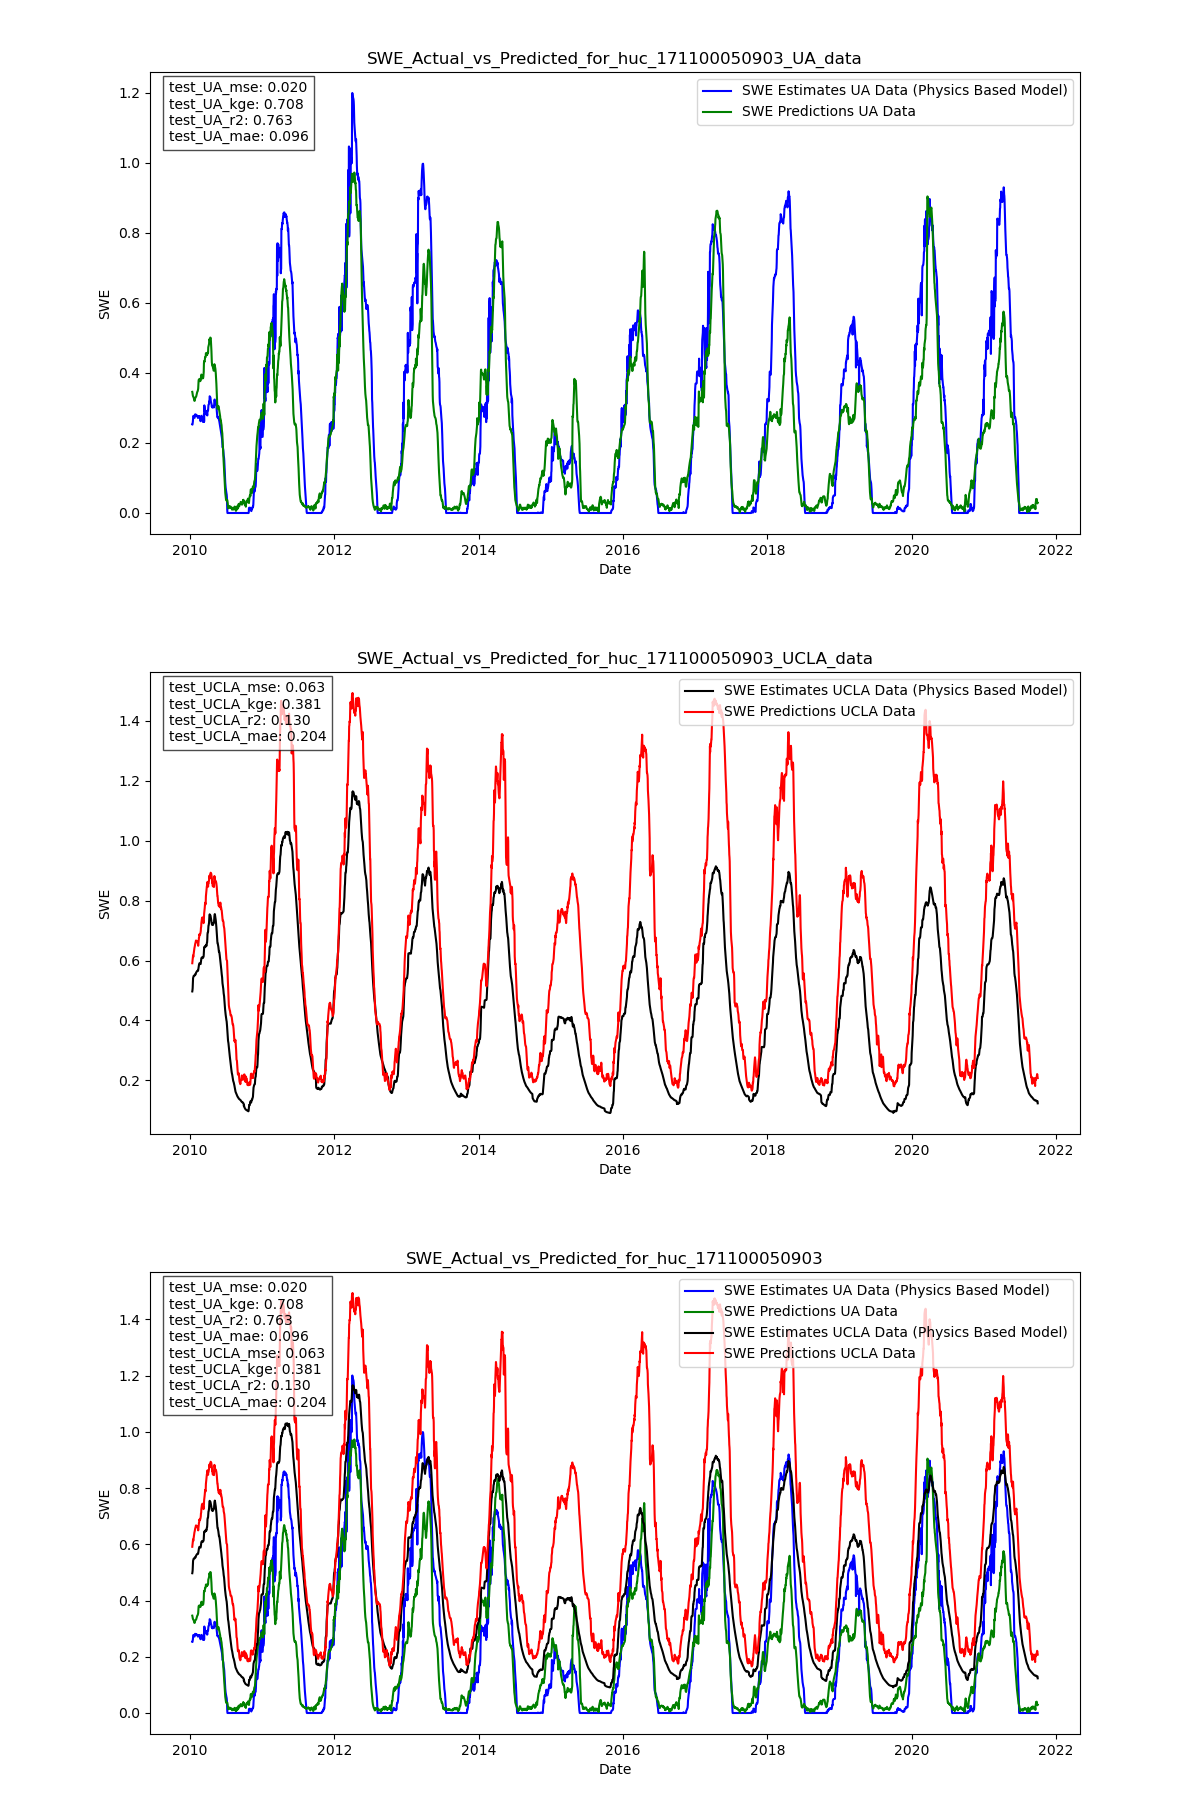 SWE_Actual_vs_Predicted_for_huc_171100050903_UA_data
test_UA_mse: 0.020
test_UA_kge: 0.708
test_UA_r2: 0.763
test_UA_mae: 0.096
SWE Estimates UA Data (Physics Based Model)
SWE Predictions UA Data
1.2
1.0
0.8
0.6
0.4
0.2
0.0
SWE
2010 2012 2014 2016 2018 2020 2022
Date
SWE_Actual_vs_Predicted_for_huc_171100050903_UCLA_data
test_UCLA_mse: 0.063
test_UCLA_kge: 0.381
test_UCLA_r2: 0.130
test_UCLA_mae: 0.204
SWE Estimates UCLA Data (Physics Based Model)
SWE Predictions UCLA Data
1.4
1.2
1.0
0.8
0.6
0.4
0.2
SWE
2010 2012 2014 2016 2018 2020 2022
Date
SWE_Actual_vs_Predicted_for_huc_171100050903
test_UA_mse: 0.020
test_UA_kge: 0.708
test_UA_r2: 0.763
test_UA_mae: 0.096
test_UCLA_mse: 0.063
test_UCLA_kge: 0.381
test_UCLA_r2: 0.130
test_UCLA_mae: 0.204
SWE Estimates UA Data (Physics Based Model)
SWE Predictions UA Data
SWE Estimates UCLA Data (Physics Based Model)
SWE Predictions UCLA Data
1.4
1.2
1.0
0.8
0.6
0.4
0.2
0.0
SWE
2010 2012 2014 2016 2018 2020 2022
Date